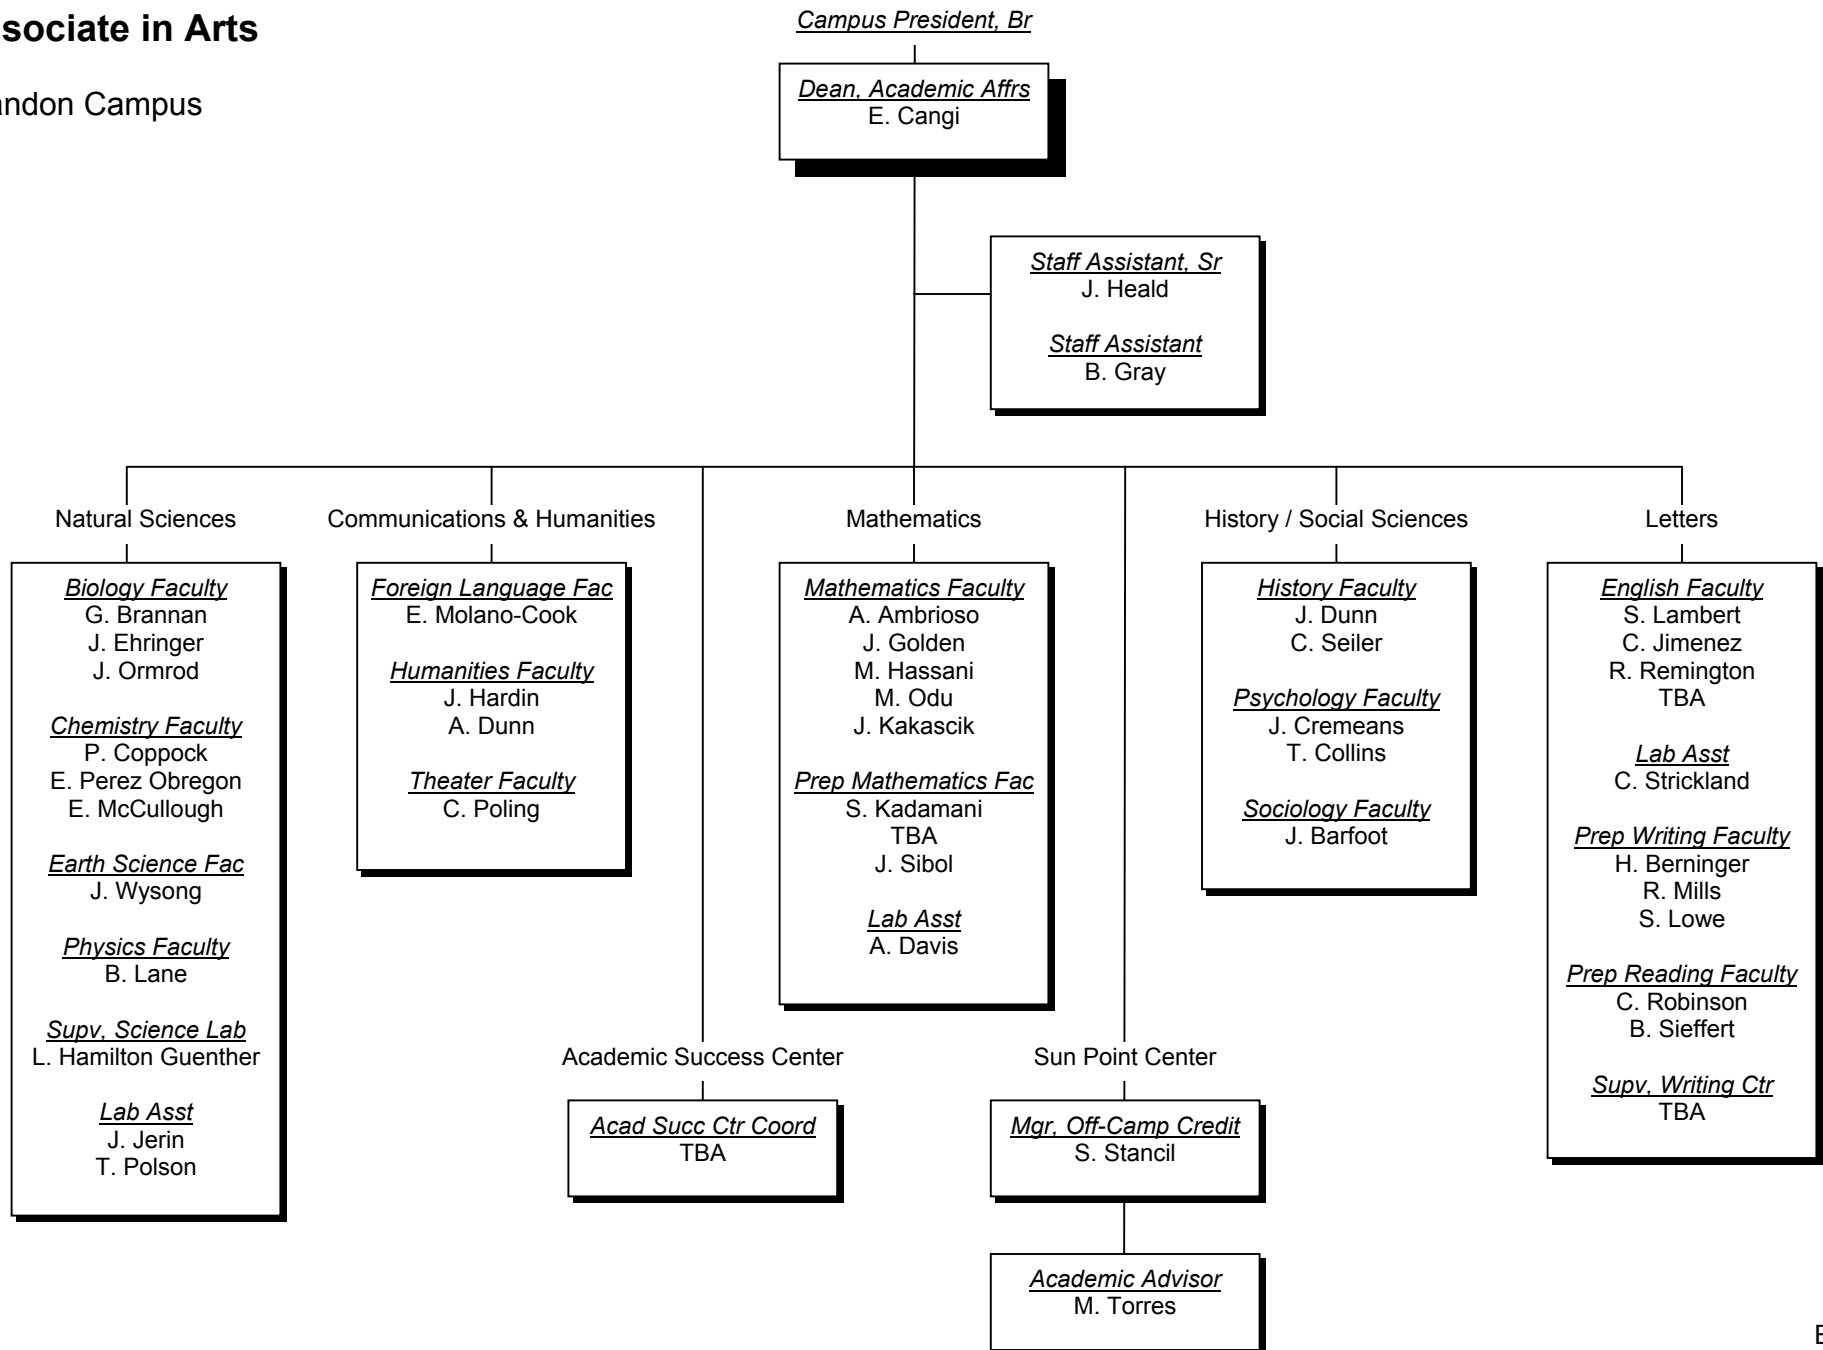 sociate in Arts
andon Campus
Campus President, Br
Dean, Academic Affrs
E. Cangi
Staff Assistant, Sr
J. Heald
Staff Assistant
B. Gray
Natural Sciences
Biology Faculty
G. Brannan
J. Ehringer
J. Ormrod
Chemistry Faculty
P. Coppock
E. Perez Obregon
E. McCullough
Earth Science Fac
J. Wysong
Physics Faculty
B. Lane
Supv, Science Lab
L. Hamilton Guenther
Lab Asst
J. Jerin
T. Polson
Communications & Humanities
Foreign Language Fac
E. Molano-Cook
Humanities Faculty
J. Hardin
A. Dunn
Theater Faculty
C. Poling
Academic Success Center
Acad Succ Ctr Coord
TBA
Mathematics
Mathematics Faculty
A. Ambrioso
J. Golden
M. Hassani
M. Odu
J. Kakascik
Prep Mathematics Fac
S. Kadamani
TBA
J. Sibol
Lab Asst
A. Davis
Sun Point Center
Mgr, Off-Camp Credit
S. Stancil
Academic Advisor
M. Torres
History / Social Sciences
History Faculty
J. Dunn
C. Seiler
Psychology Faculty
J. Cremeans
T. Collins
Sociology Faculty
J. Barfoot
Letters
English Faculty
S. Lambert
C. Jimenez
R. Remington
TBA
Lab Asst
C. Strickland
Prep Writing Faculty
H. Berninger
R. Mills
S. Lowe
Prep Reading Faculty
C. Robinson
B. Sieffert
Supv, Writing Ctr
TBA